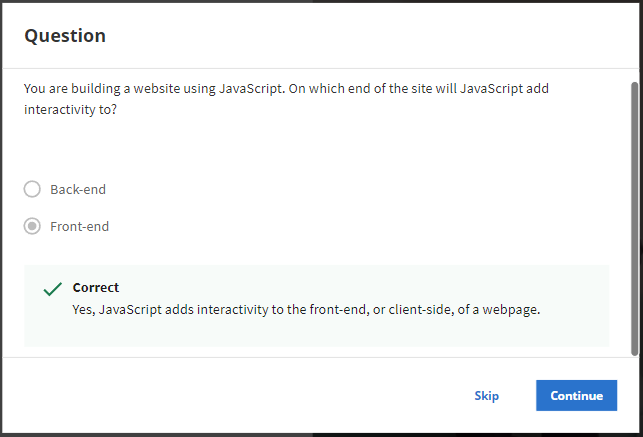 Question
You are building a website using JavaScript. On which end of the site will JavaScript add
interactivity to?
Back-end
Front-end
Correct
Yes, JavaScript adds interactivity to the front-end, or client-side, of a webpage.
Skip
Continue